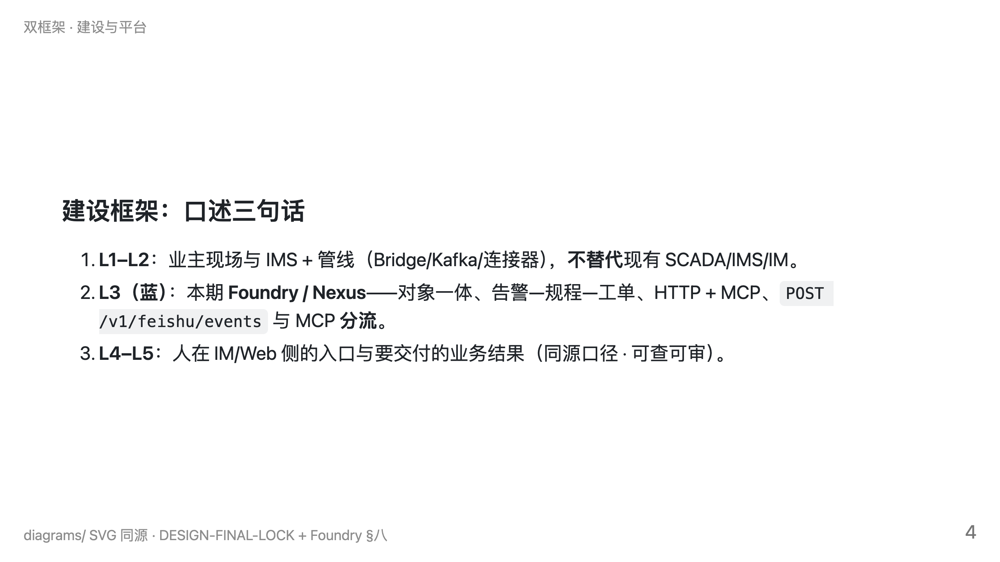 双框架 · 建设与平台
建设框架：口述三句话
1. L1–L2：业主现场与 IMS + 管线（Bridge/Kafka/连接器），不替代现有 SCADA/IMS/IM。
2. L3（蓝）：本期 Foundry / Nexus——对象一体、告警—规程—工单、HTTP + MCP、POST
/v1/feishu/events 与 MCP 分流。
3. L4–L5：人在 IM/Web 侧的入口与要交付的业务结果（同源口径 · 可查可审）。
diagrams/ SVG 同源 · DESIGN-FINAL-LOCK + Foundry §八
4